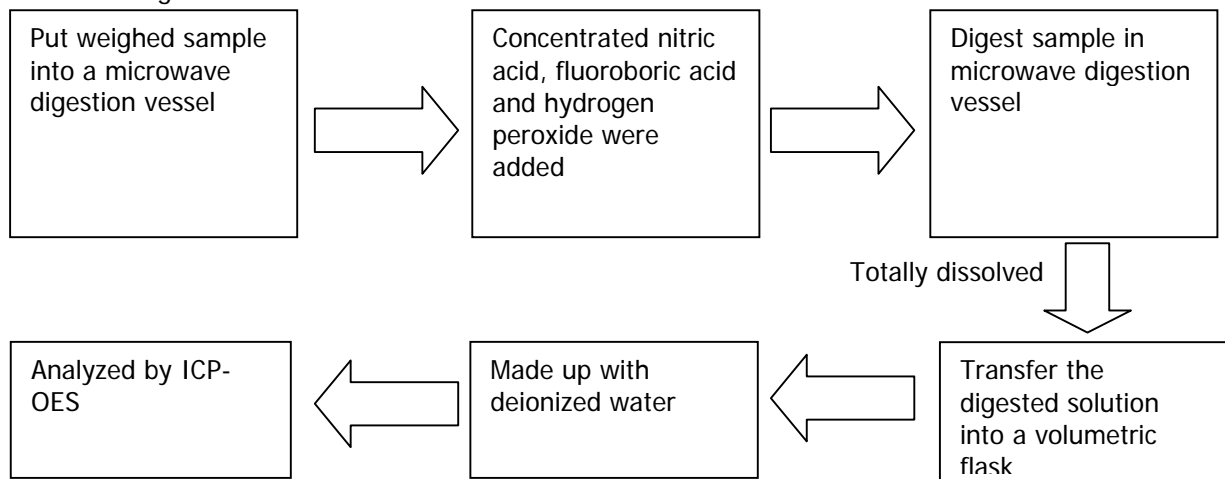 Put weighed sample
into a microwave
digestion vessel
Concentrated nitric
acid, fluoroboric acid
and hydrogen
peroxide were
added
Digest sample in
microwave digestion
vessel
Totally dissolved
Transfer the
digested solution
into a volumetric
flask
Made up with
deionized water
Analyzed by ICP-
OES